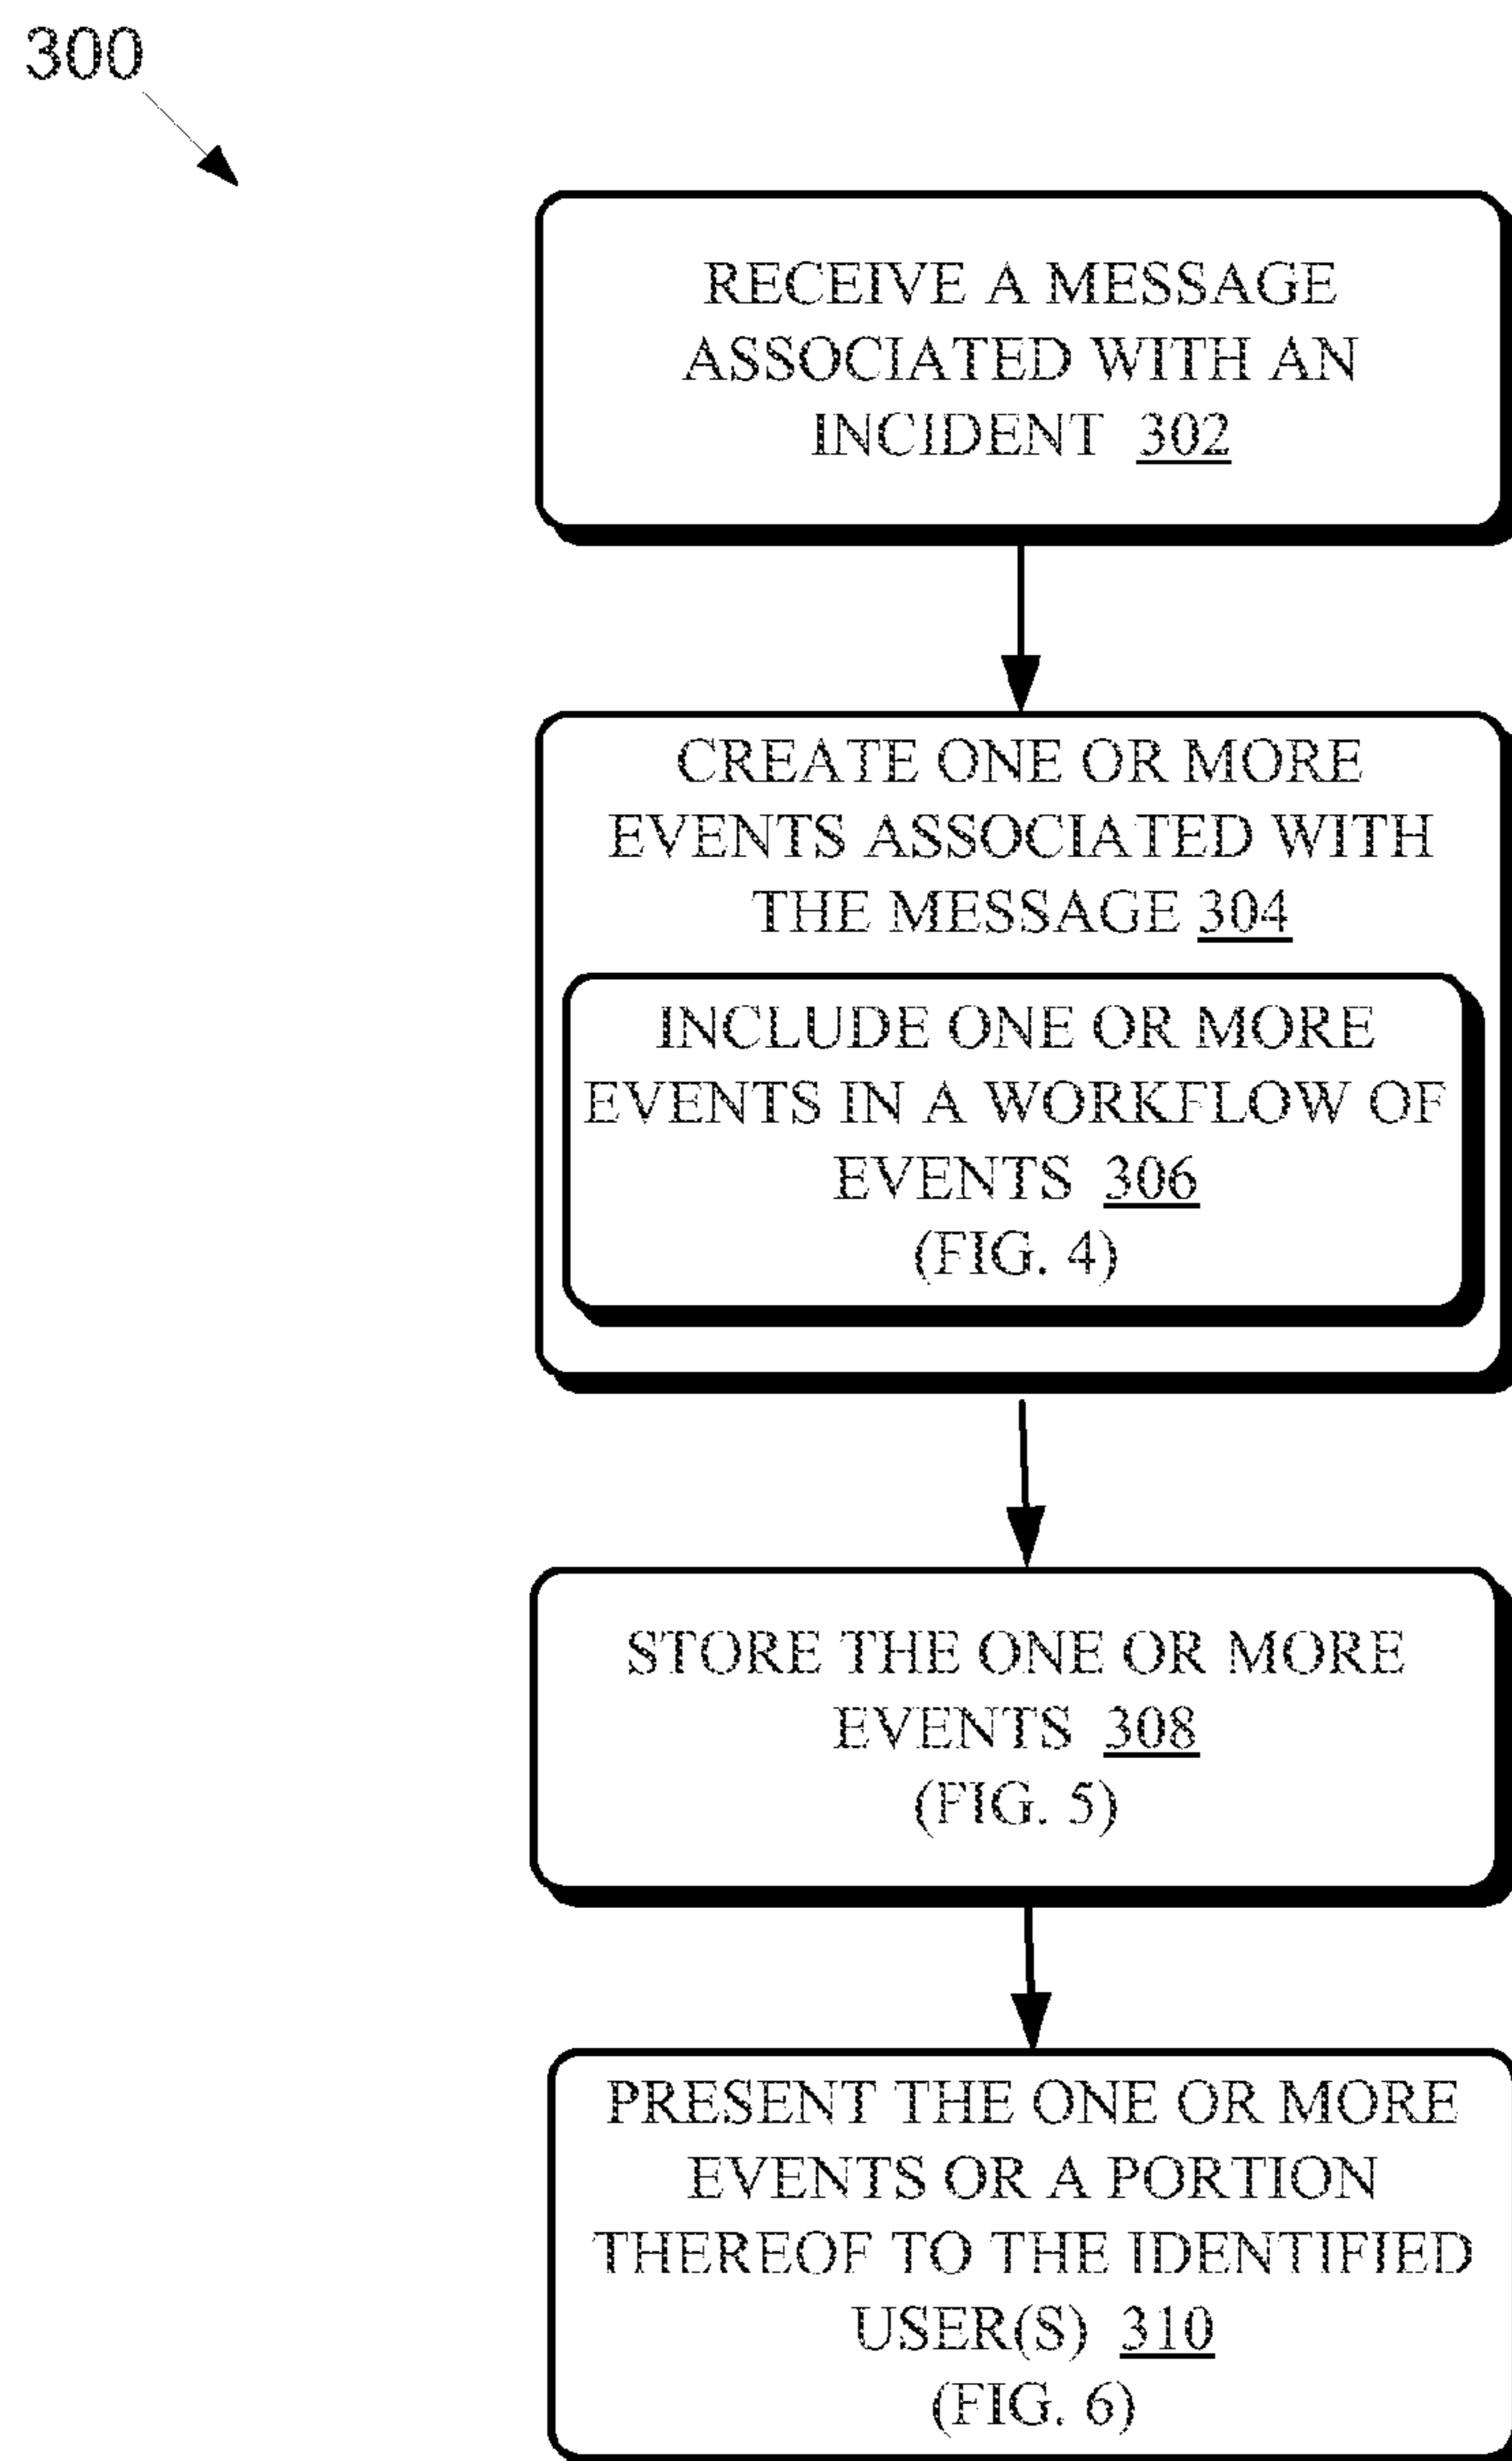 300
RECEIVE A MESSAGE
ASSOCIATED WITH AN
INCIDENT 302
CREATE ONE OR MORE
EVENTS ASSOCIATED WITH
THE MESSAGE 304
INCLUDE ONE OR MORE
EVENTS IN A WORKFLOW OF
EVENTS 306
(FIG. 4)
STORE THE ONE OR MORE
EVENTS 308
(FIG. 5)
PRESENT THE ONE OR MORE
EVENTS OR A PORTION
THEREOF TO THE IDENTIFIED
USER(S) 310
(FIG. 6)